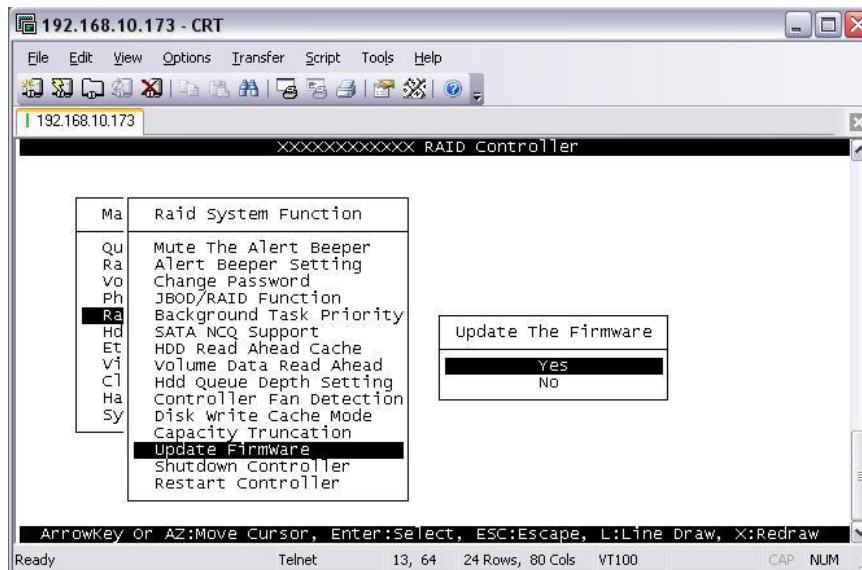 192.168.10.173 - CRT
File Edit View Options Transfer Script Tools Help
192.168.10.173
XXXXXXXXXXXX RAID Controller
Ma
Qu
Ra
Vo
Ph
Ra
Hd
Et
Vi
Cl
Ha
Sy
Raid System Function
Mute The Alert Beeper
Alert Beeper Setting
Change Password
JBOD/RAID Function
Background Task Priority
SATA NCQ Support
HDD Read Ahead Cache
Volume Data Read Ahead
Hdd Queue Depth Setting
Controller Fan Detection
Disk Write Cache Mode
Capacity Truncation
Update FirmWare
Shutdown Controller
Restart Controller
Update The Firmware
Yes
No
ArrowKey Or AZ:Move Cursor, Enter:Select, ESC:Escape, L:Line Draw, X:Redraw
Ready Telnet 13, 64 24 Rows, 80 Cols VT100 CAP NUM